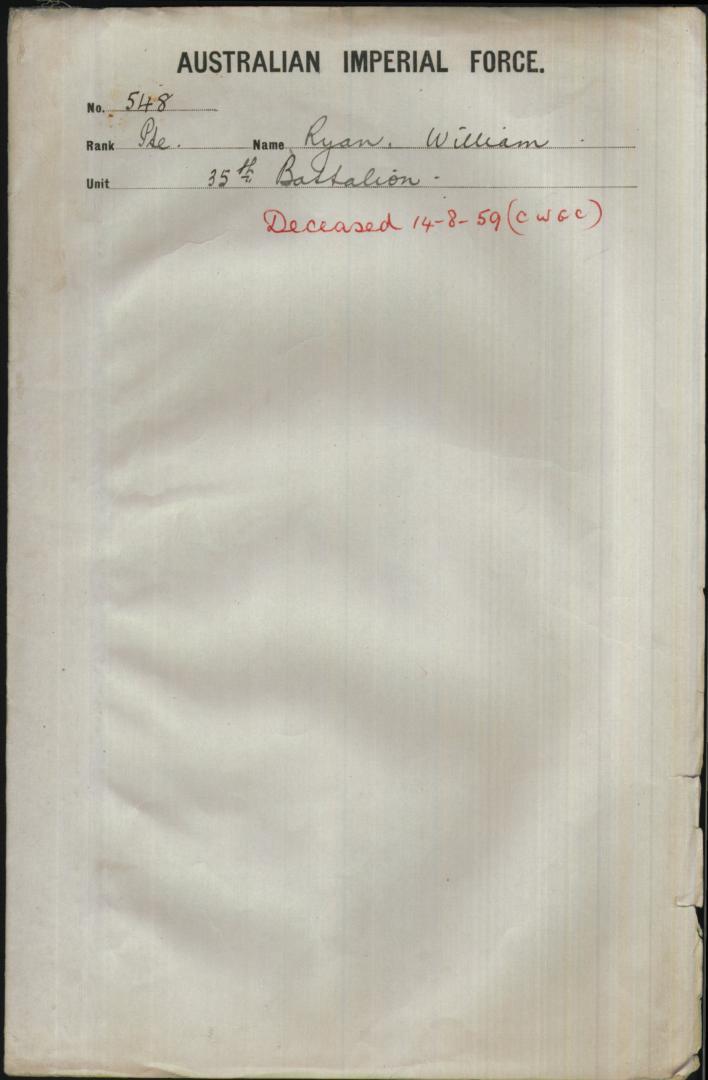 AUSTRALIAN IMPERIAL FORCE.
No. 548
Rank Pte. Name Ryan. William
Unit 35th Battalion -
Deceased 14-8-59 (CWGC)